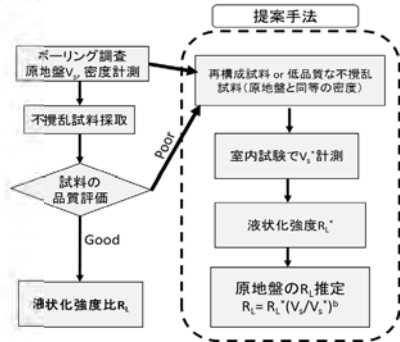 提案手法
ボーリング調査
原地盤Vs, 密度計測
不攪乱試料採取
試料の
品質評価
Poor
Good
液状化強度比RL
再構成試料 or 低品質な不攪乱
試料(原地盤と同等の密度)
室内試験でVs*計測
液状化強度RL*
原地盤のRL推定
RL= RL*(Vs/Vs*)b